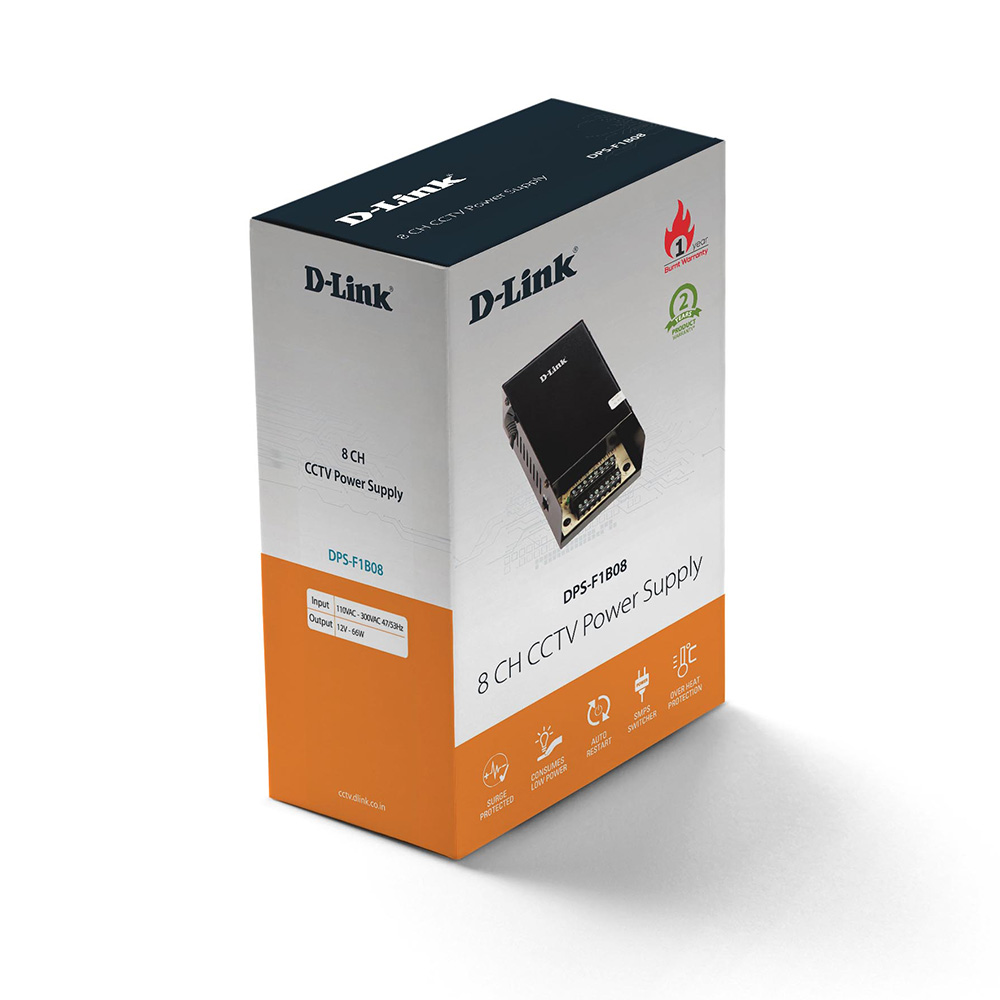 D-Link
8 CH CCTV Power Supply
DPS-F1B08
D-Link®
8 CH
CCTV Power Supply
DPS-F1B08
Input 110VAC - 300VAC 47/53Hz
Output 12V - 66W
cctv.dlink.co.in
D-Link®
1 year
Burnt Warranty
2
YEARS
PRODUCT
WARRANTY
D-Link
DPS-F1B08
8 CH CCTV Power Supply
SURGE
PROTECTED
CONSUMES
LOW POWER
AUTO
RESTART
POWER
SMPS
SWITCHER
°C
OVER HEAT
PROTECTION